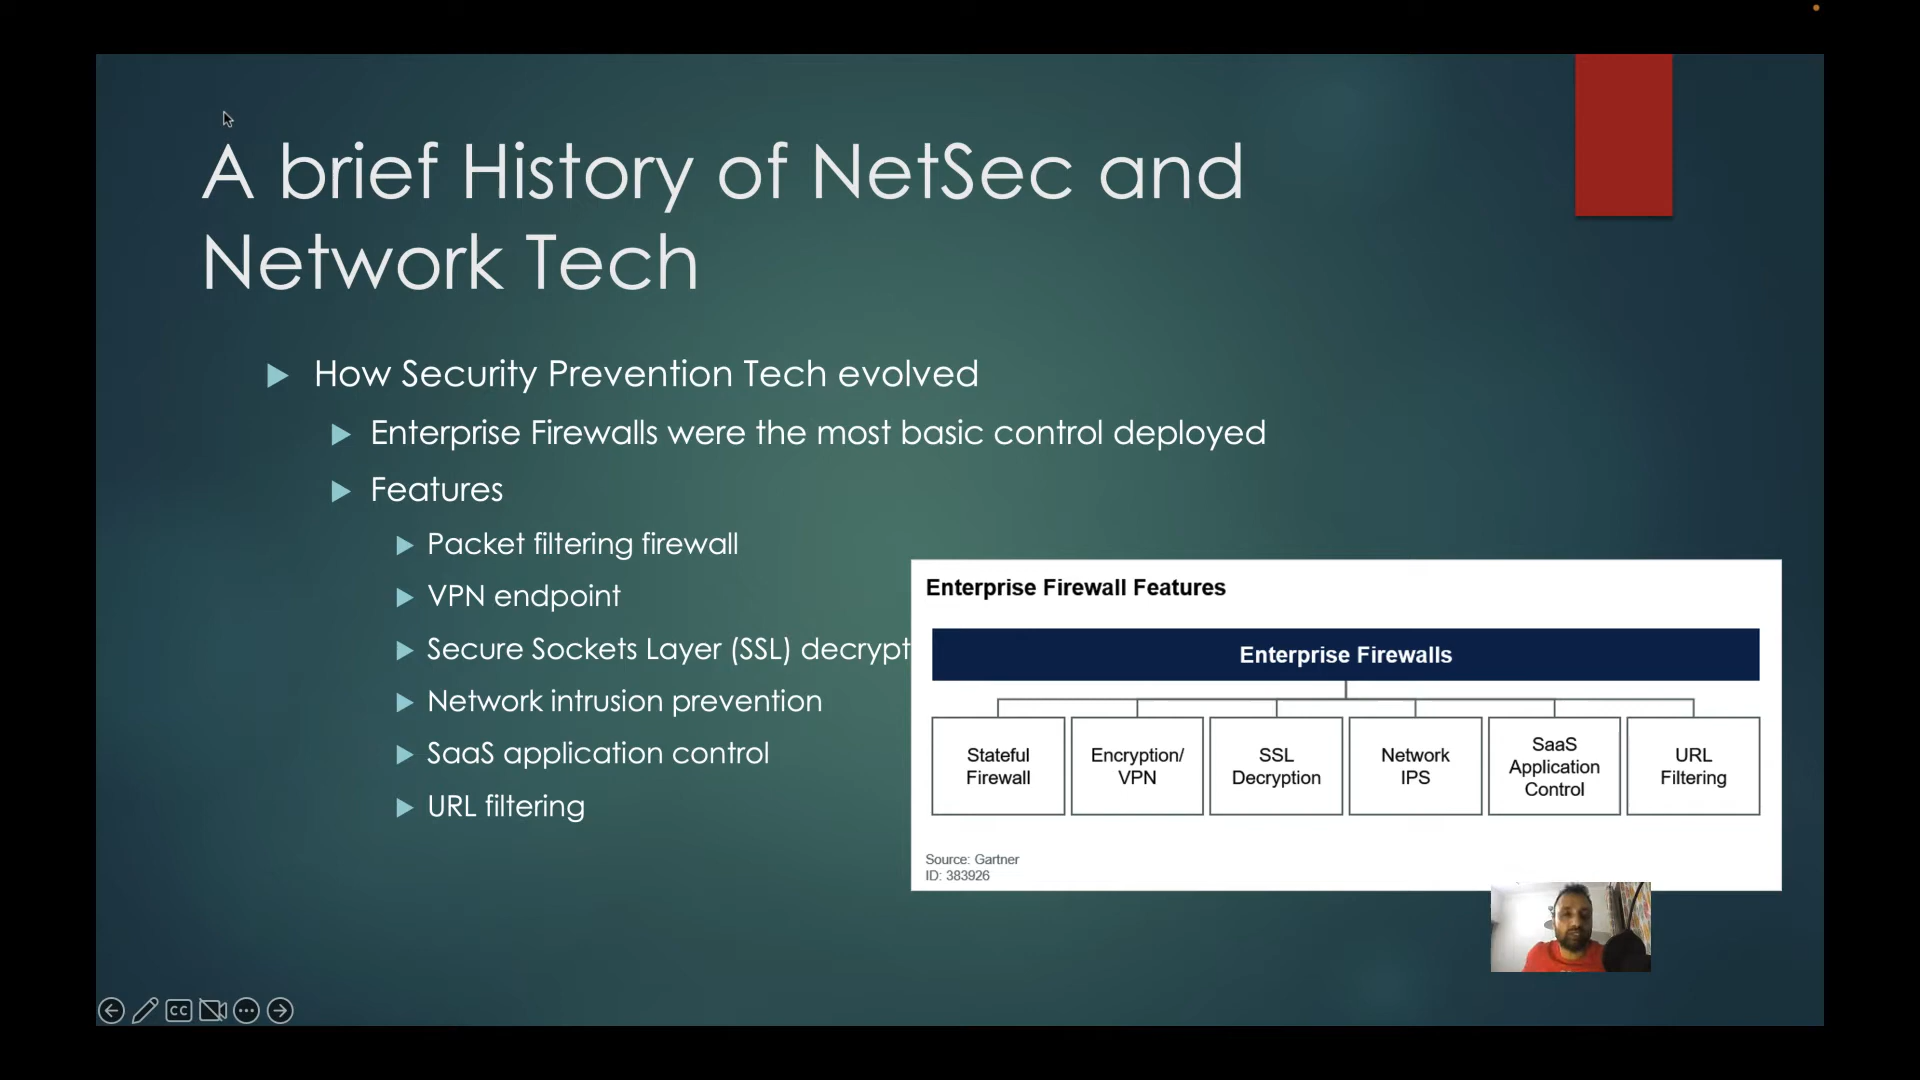 A brief History of NetSec and
Network Tech
How Security Prevention Tech evolved
Enterprise Firewalls were the most basic control deployed
Features
Packet filtering firewall
VPN endpoint
Secure Sockets Layer (SSL) decrypt
Network intrusion prevention
SaaS application control
URL filtering
Enterprise Firewall Features
Enterprise Firewalls
Stateful
Firewall
Encryption/
VPN
SSL
Decryption
Network
IPS
SaaS
Application
Control
URL
Filtering
Source: Gartner
ID: 383926
CC